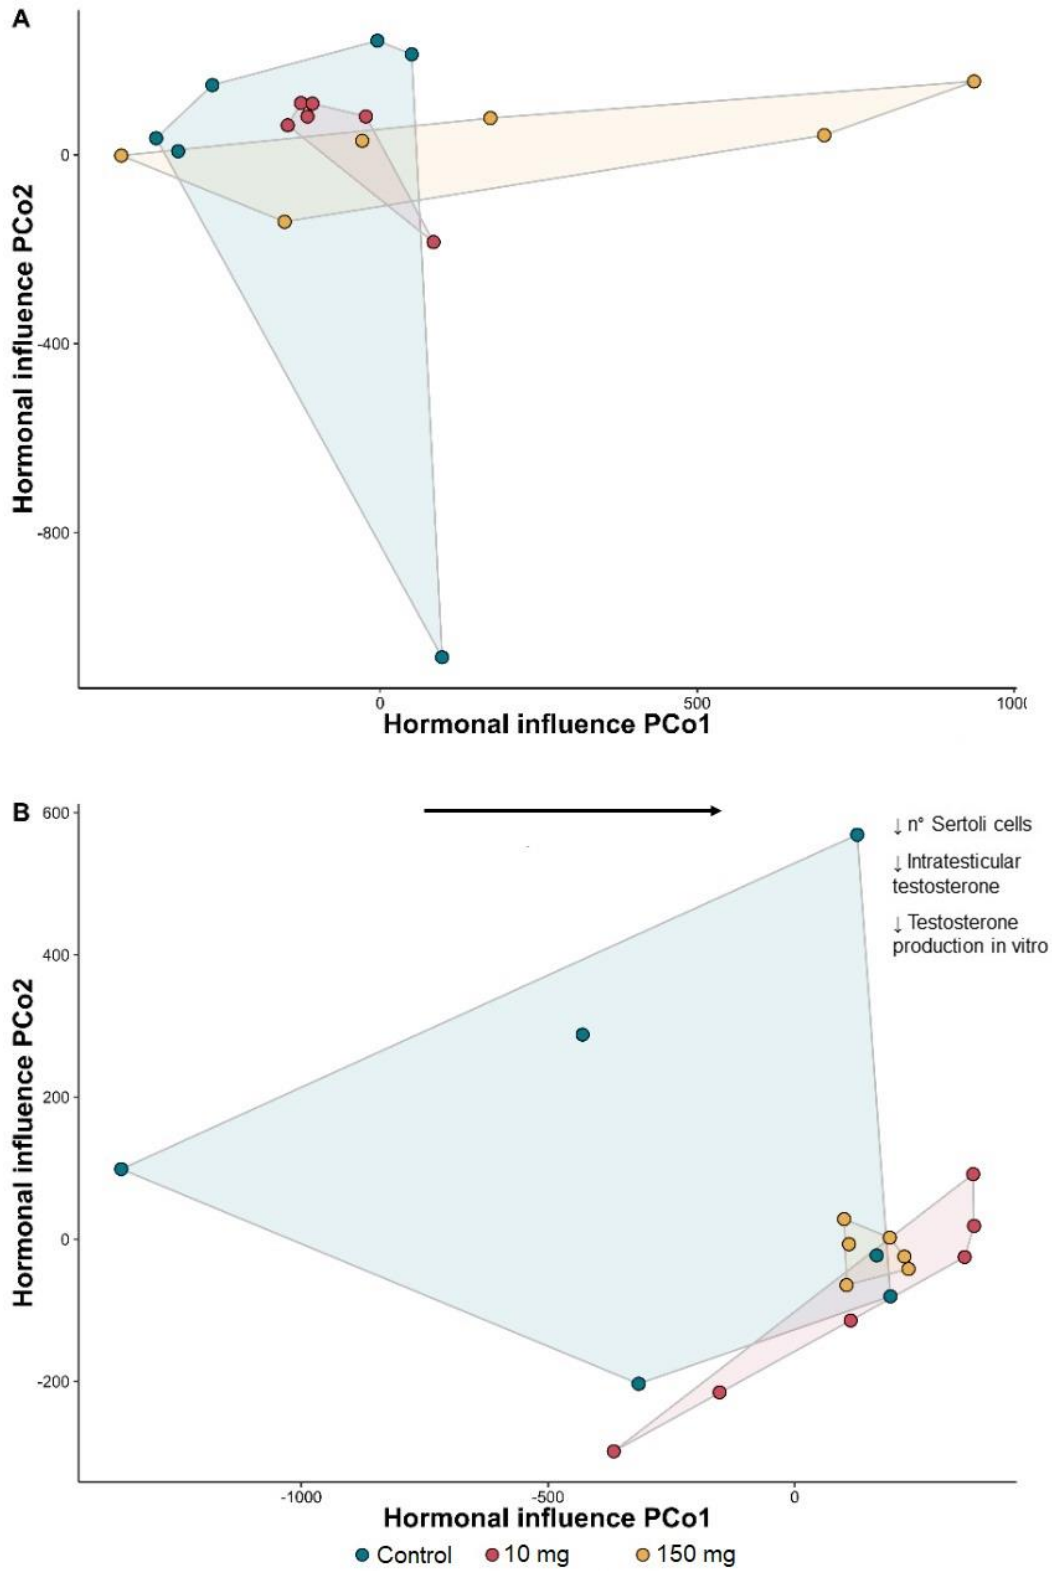 A
0
-400
-800
Hormonal influence PCo2
0
500
100
Hormonal influence PCo1
B
600
400
200
0
-200
Hormonal influence PCo2
↓ n° Sertoli cells
↓ Intratesticular
testosterone
↓ Testosterone
production in vitro
-1000
-500
0
Hormonal influence PCo1
Control
10 mg
150 mg